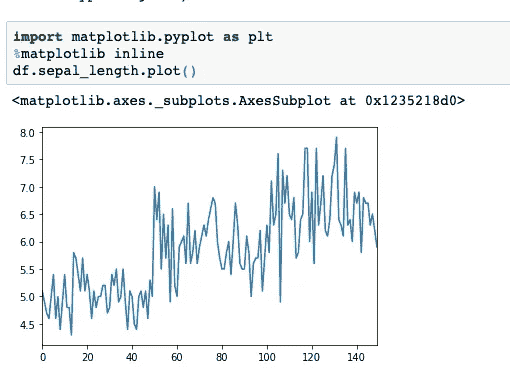 import matplotlib.pyplot as plt
%matplotlib inline
df.sepal_length.plot()
<matplotlib.axes._subplots.AxesSubplot at 0x1235218d0>
8.0
7.5
7.0
6.5
6.0
5.5
5.0
4.5
0 20 40 60 80 100 120 140